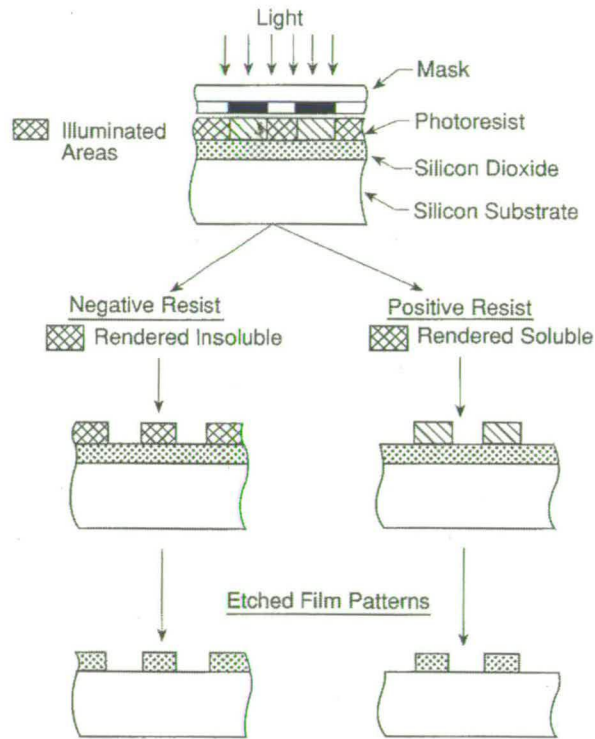 Light
Mask
Illuminated
Areas
Photoresist
Silicon Dioxide
Silicon Substrate
Negative Resist
Rendered Insoluble
Positive Resist
Rendered Soluble
Etched Film Patterns